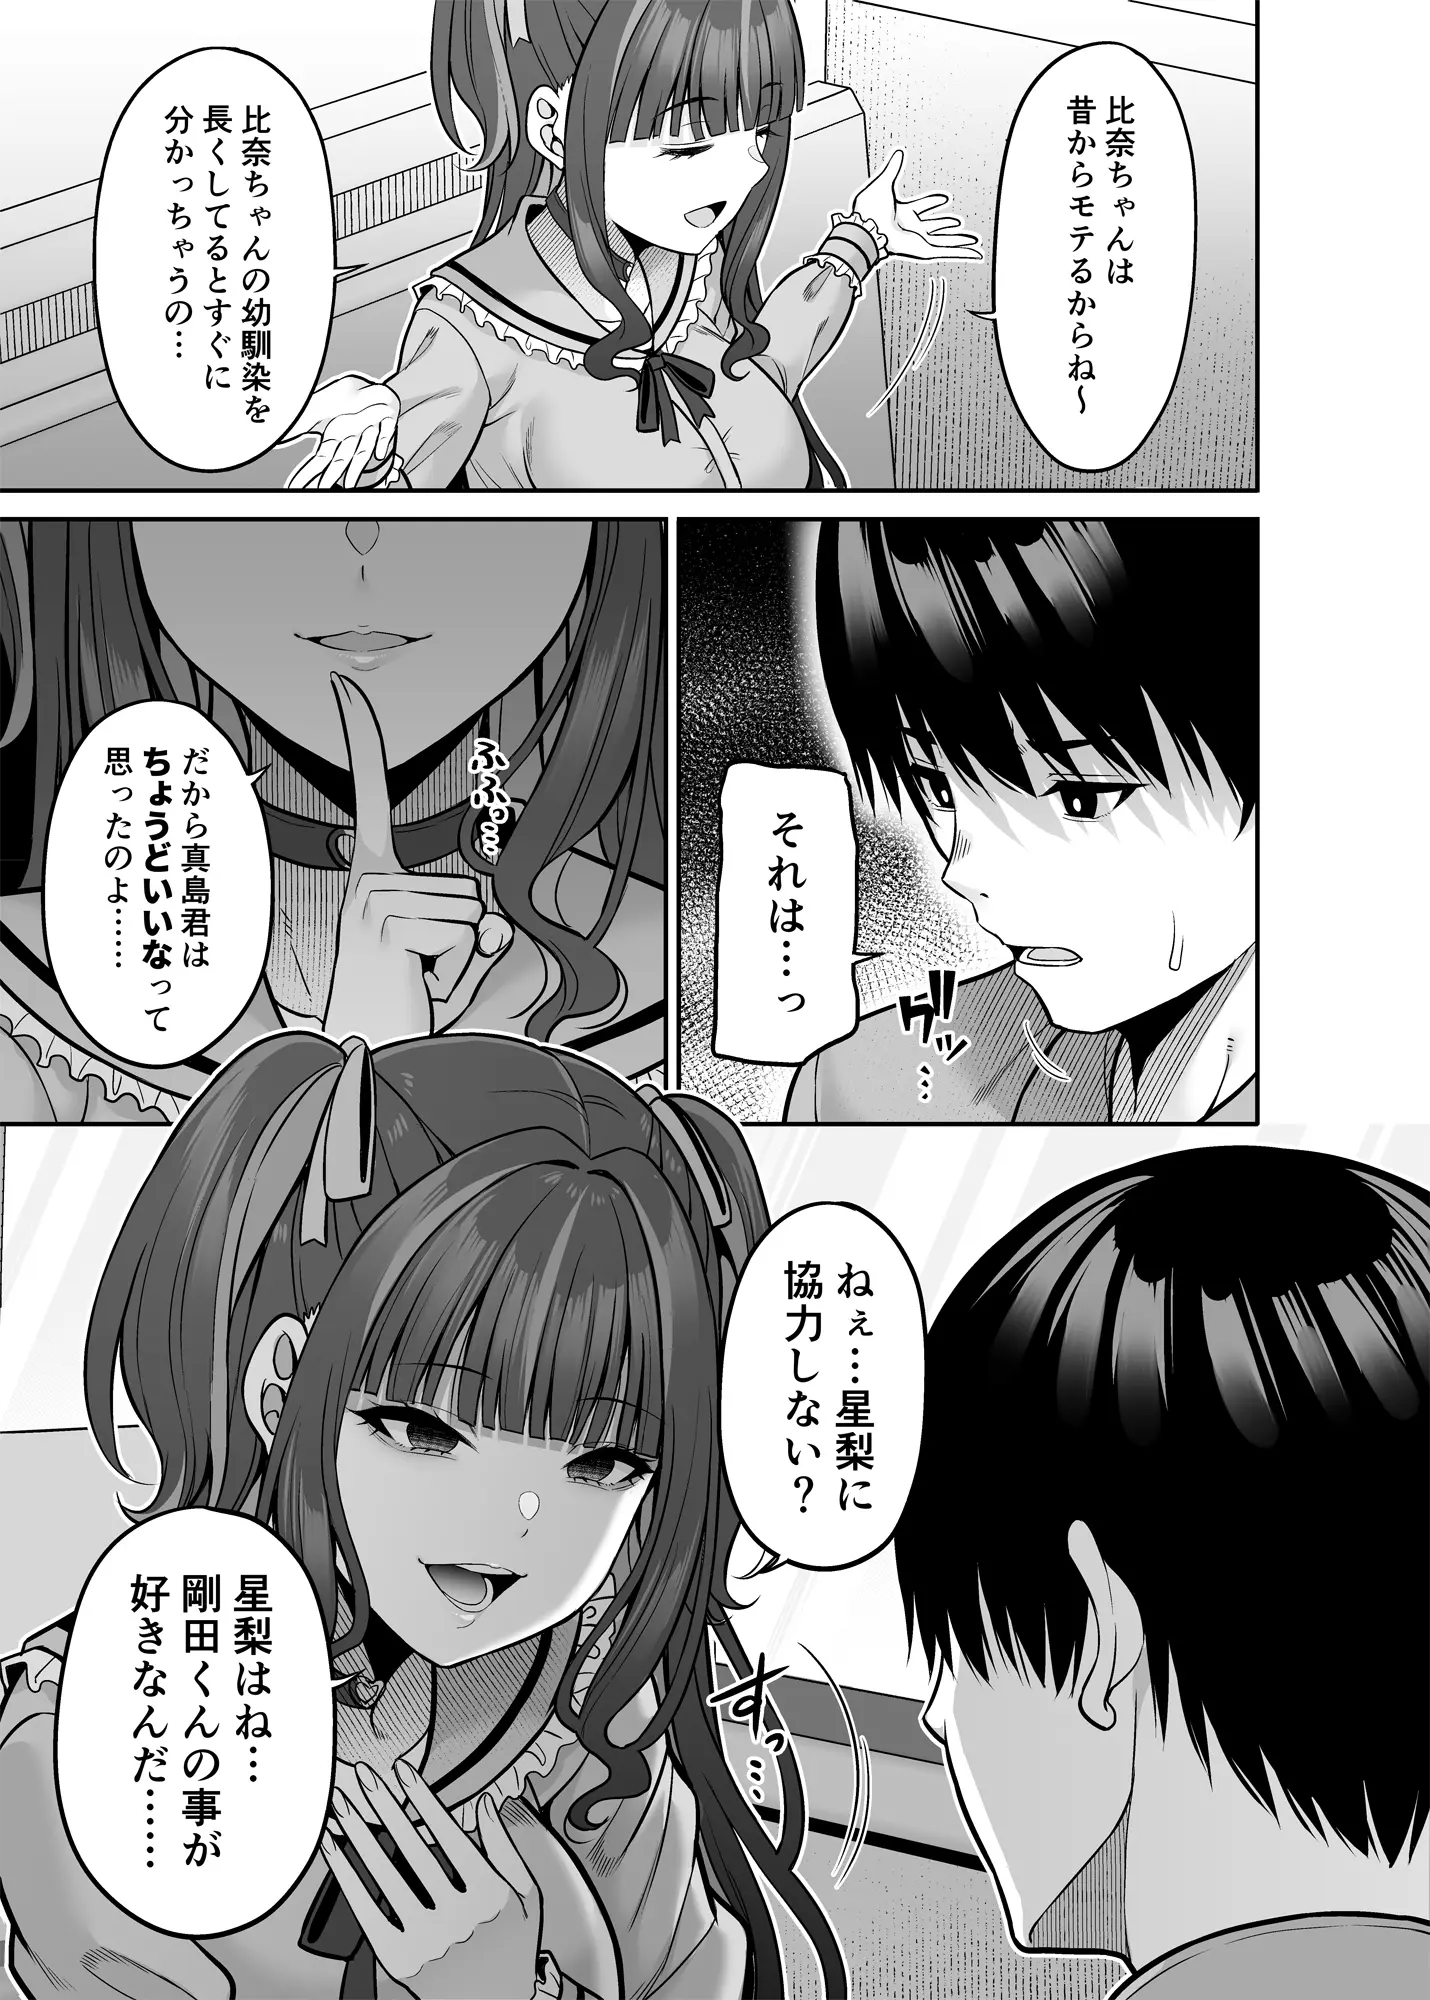 比奈ちゃんは
昔からモテるからね〜
比奈ちゃんの幼馴染を
長くしてるとすぐに
分かっちゃうの…
それは…っ
グッ…
ふふっ…
だから真島君は
ちょうどいいなって
思ったのよ……
ねぇ…星梨に
協力しない？
すっ…
星梨はね…
剛田くんの事が
好きなんだ……